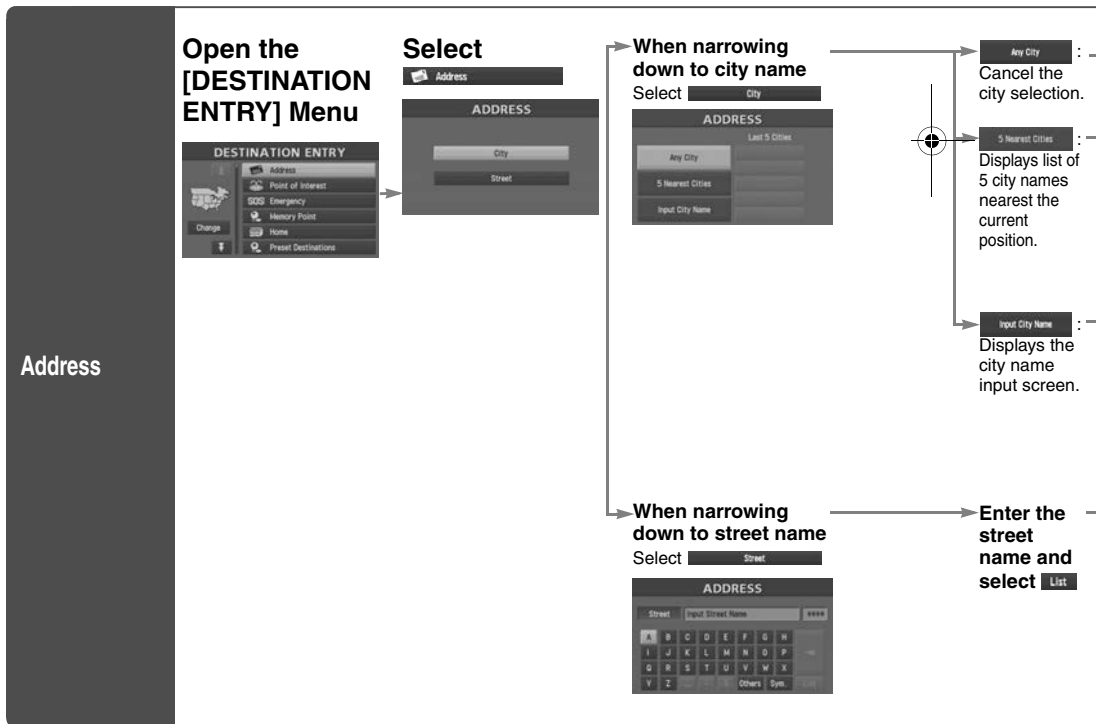 Address
Open the
[DESTINATION
ENTRY] Menu
DESTINATION ENTRY
Address
Point of Interest
SOS Emergency
Memory Point
Home
Preset Destinations
Change
Select
Address
ADDRESS
City
Street
When narrowing
down to city name
Select City
ADDRESS
Last 5 Cities
Any City
5 Nearest Cities
Input City Name
Any City :
Cancel the
city selection.
5 Nearest Cities :
Displays list of
5 city names
nearest the
current
position.
Input City Name :
Displays the
city name
input screen.
When narrowing
down to street name
Select Street
ADDRESS
Street Input Street Name ****
A B C D E F G H
I J K L M N O P
Q R S T U V W X
Y Z Others Sym. List
Enter the
street
name and
select List